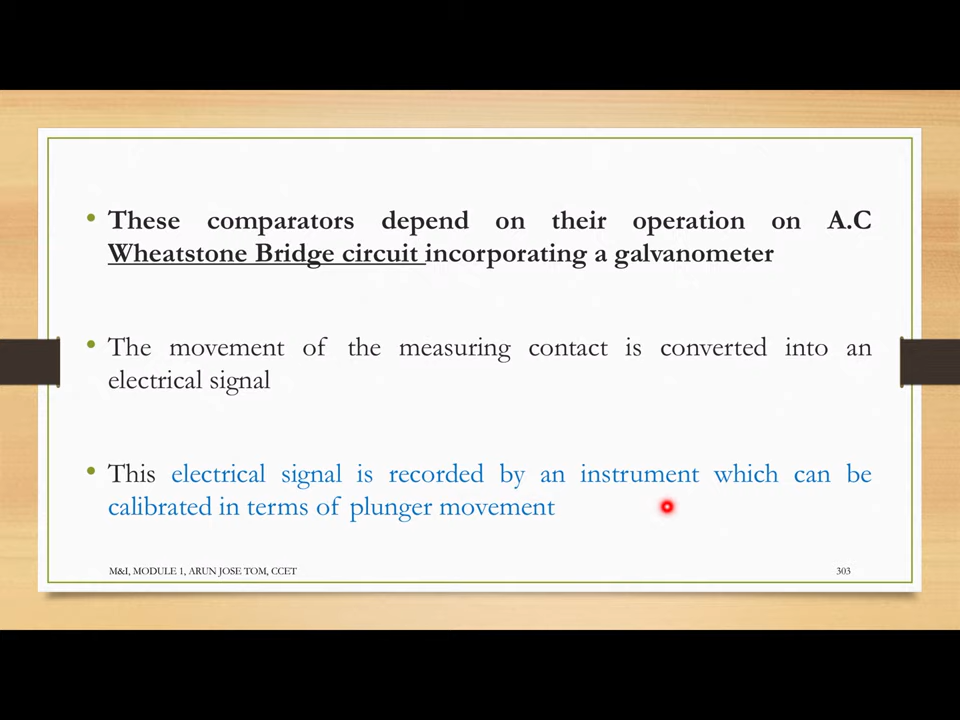 • These comparators depend on their operation on A.C
Wheatstone Bridge circuit incorporating a galvanometer
• The movement of the measuring contact is converted into an
electrical signal
• This electrical signal is recorded by an instrument which can be
calibrated in terms of plunger movement
M&I, MODULE 1, ARUN JOSE TOM, CCET 303